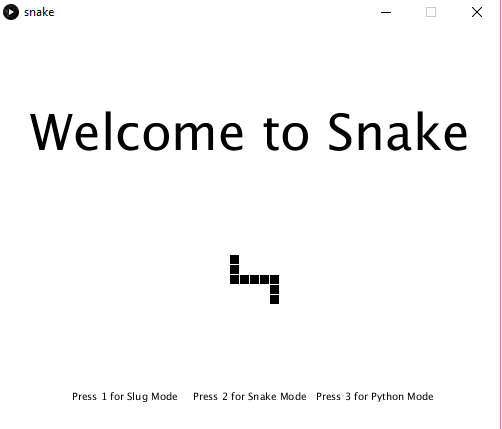 snake
Welcome to Snake
Press 1 for Slug Mode Press 2 for Snake Mode Press 3 for Python Mode